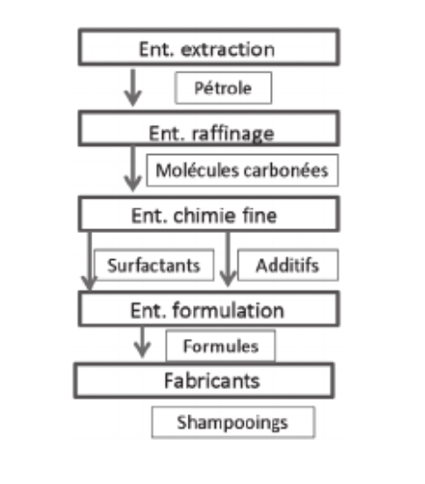 Ent. extraction
Pétrole
Ent. raffinage
Molécules carbonées
Ent. chimie fine
Surfactants
Additifs
Ent. formulation
Formules
Fabricants
Shampooings